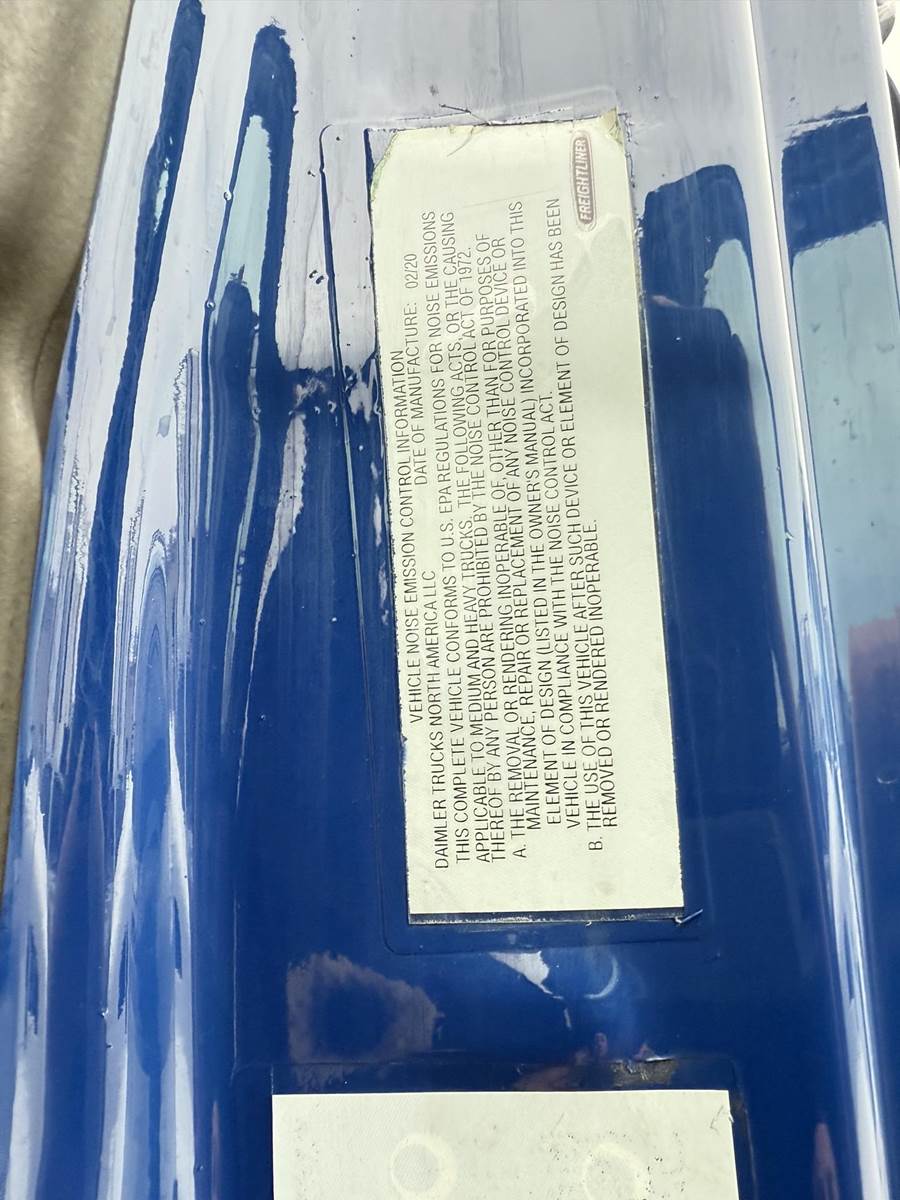 VEHICLE NOISE EMISSION CONTROL INFORMATION
DAIMLER TRUCKS NORTH AMERICA LLC DATE OF MANUFACTURE: 02/20
THIS COMPLETE VEHICLE CONFORMS TO U.S. EPA REGULATIONS FOR NOISE EMISSIONS
APPLICABLE TO MEDIUM AND HEAVY TRUCKS. THE FOLLOWING ACTS, OR THE CAUSING
THEREOF BY ANY PERSON ARE PROHIBITED BY THE NOISE CONTROL ACT OF 1972.
A. THE REMOVAL, OR RENDERING INOPERABLE OF, OTHER THAN FOR PURPOSES OF
MAINTENANCE, REPAIR OR REPLACEMENT OF ANY NOISE CONTROL DEVICE OR
ELEMENT OF DESIGN (LISTED IN THE OWNER'S MANUAL) INCORPORATED INTO THIS
VEHICLE IN COMPLIANCE WITH THE NOISE CONTROL ACT.
B. THE USE OF THIS VEHICLE AFTER SUCH DEVICE OR ELEMENT OF DESIGN HAS BEEN
REMOVED OR RENDERED INOPERABLE.
FREIGHTLINER